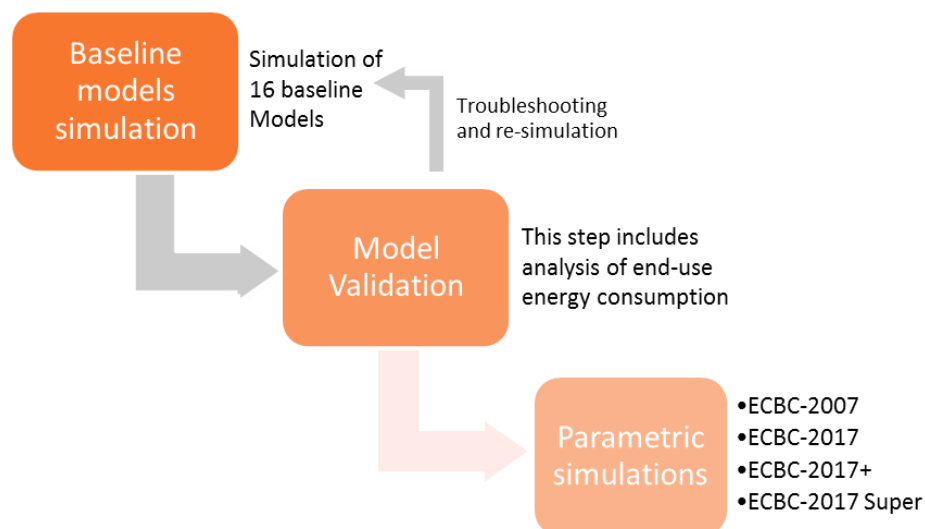 Baseline
models
simulation
Simulation of
16 baseline
Models
Troubleshooting
and re-simulation
Model
Validation
This step includes
analysis of end-use
energy consumption
Parametric
simulations
•ECBC-2007
•ECBC-2017
•ECBC-2017+
•ECBC-2017 Super